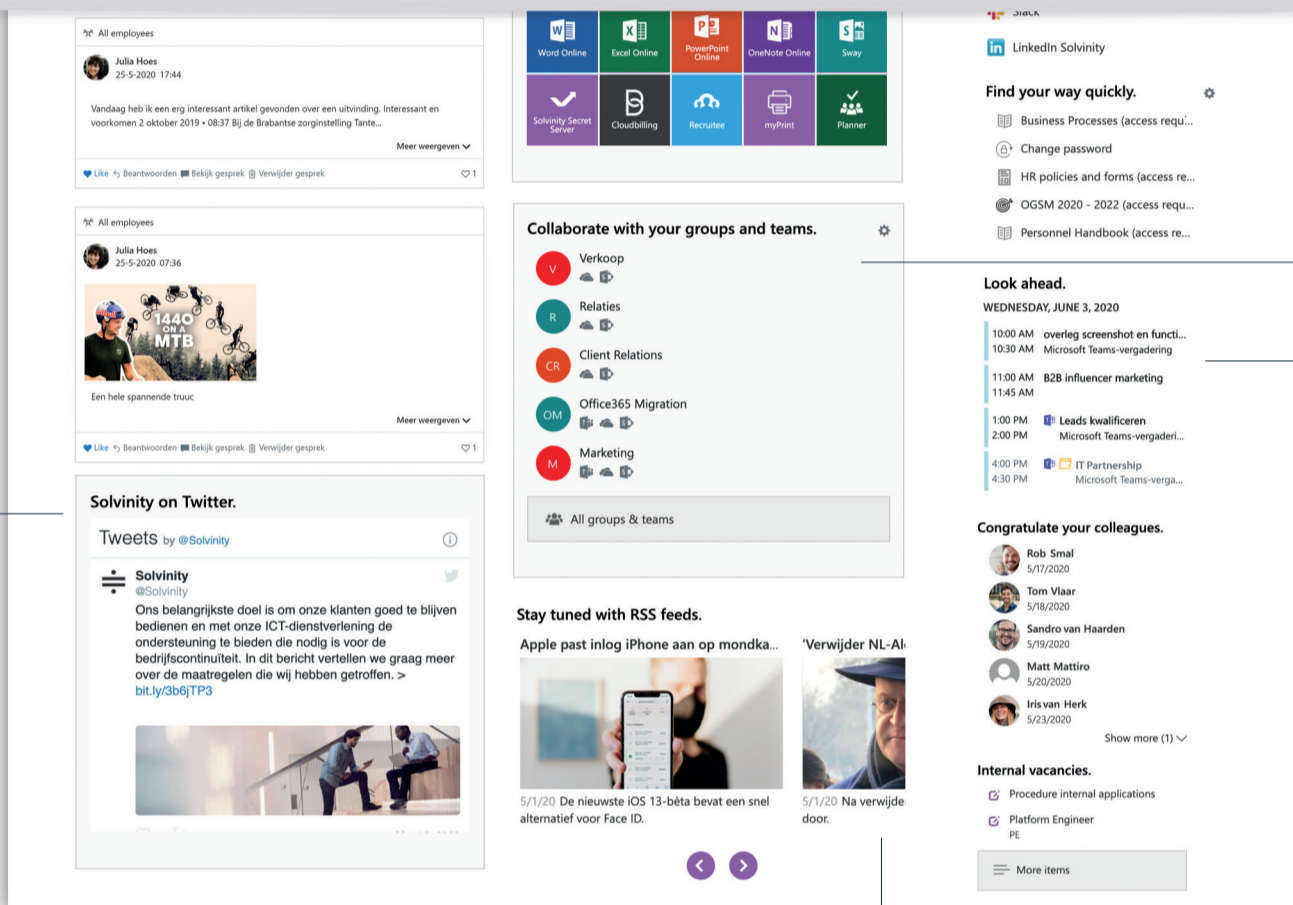 All employees
Julia Hoes
25-5-2020 17:44
Vandaag heb ik een erg interessant artikel gevonden over een uitvinding. Interessant en
voorkomen 2 oktober 2019 • 08:37 Bij de Brabantse zorginstelling Tante...
Meer weergeven
Like Beantwoorden Bekijk gesprek Verwijder gesprek 1
All employees
Julia Hoes
25-5-2020 07:36
1440
ON A
MTB
Een hele spannende truuc
Meer weergeven
Like Beantwoorden Bekijk gesprek Verwijder gesprek 1
Solvinity on Twitter.
Tweets by @Solvinity
Solvinity
@Solvinity
Ons belangrijkste doel is om onze klanten goed te blijven
bedienen en met onze ICT-dienstverlening de
ondersteuning te bieden die nodig is voor de
bedrijfscontinuïteit. In dit bericht vertellen we graag meer
over de maatregelen die wij hebben getroffen. >
bit.ly/3b6jTP3
Word Online
Excel Online
PowerPoint
Online
OneNote Online
Sway
Solvinity Secret
Server
Cloudbilling
Recruitee
myPrint
Planner
Collaborate with your groups and teams.
V
Verkoop
R
Relaties
CR
Client Relations
OM
Office365 Migration
M
Marketing
All groups & teams
Stay tuned with RSS feeds.
Apple past inlog iPhone aan op mondka...
5/1/20 De nieuwste iOS 13-bèta bevat een snel
alternatief voor Face ID.
'Verwijder NL-Al
5/1/20 Na verwijde
door.
Slack
LinkedIn Solvinity
Find your way quickly.
Business Processes (access requ...
Change password
HR policies and forms (access re...
OGSM 2020 - 2022 (access requ...
Personnel Handbook (access re...
Look ahead.
WEDNESDAY, JUNE 3, 2020
10:00 AM overleg screenshot en functi...
10:30 AM Microsoft Teams-vergadering
11:00 AM B2B influencer marketing
11:45 AM
1:00 PM Leads kwalificeren
2:00 PM Microsoft Teams-vergaderi...
4:00 PM IT Partnership
4:30 PM Microsoft Teams-verga...
Congratulate your colleagues.
Rob Smal
5/17/2020
Tom Vlaar
5/18/2020
Sandro van Haarden
5/19/2020
Matt Mattiro
5/20/2020
Iris van Herk
5/23/2020
Show more (1)
Internal vacancies.
Procedure internal applications
Platform Engineer
PE
More items